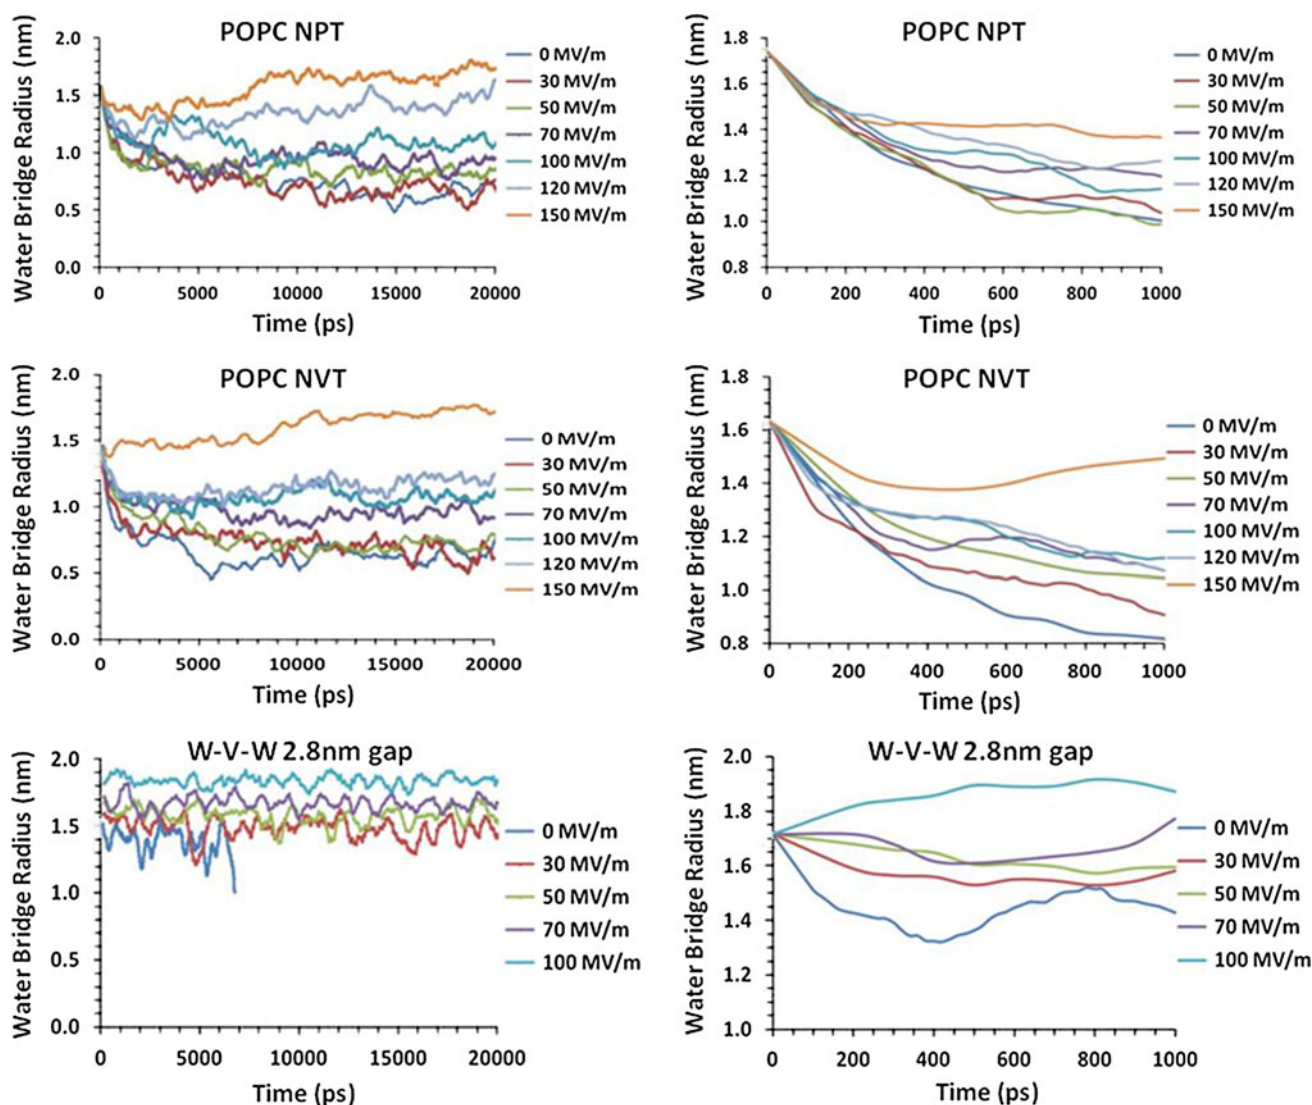 POPC NPT
Water Bridge Radius (nm)
2.0
1.5
1.0
0.5
0.0
0 5000 10000 15000 20000
Time (ps)
0 MV/m
30 MV/m
50 MV/m
70 MV/m
100 MV/m
120 MV/m
150 MV/m
POPC NPT
Water Bridge Radius (nm)
1.8
1.6
1.4
1.2
1.0
0.8
0 200 400 600 800 1000
Time (ps)
0 MV/m
30 MV/m
50 MV/m
70 MV/m
100 MV/m
120 MV/m
150 MV/m
POPC NVT
Water Bridge Radius (nm)
2.0
1.5
1.0
0.5
0.0
0 5000 10000 15000 20000
Time (ps)
0 MV/m
30 MV/m
50 MV/m
70 MV/m
100 MV/m
120 MV/m
150 MV/m
POPC NVT
Water Bridge Radius (nm)
1.8
1.6
1.4
1.2
1.0
0.8
0 200 400 600 800 1000
Time (ps)
0 MV/m
30 MV/m
50 MV/m
70 MV/m
100 MV/m
120 MV/m
150 MV/m
W-V-W 2.8nm gap
Water Bridge Radius (nm)
2.0
1.5
1.0
0.5
0.0
0 5000 10000 15000 20000
Time (ps)
0 MV/m
30 MV/m
50 MV/m
70 MV/m
100 MV/m
W-V-W 2.8nm gap
Water Bridge Radius (nm)
2.0
1.8
1.6
1.4
1.2
1.0
0 200 400 600 800 1000
Time (ps)
0 MV/m
30 MV/m
50 MV/m
70 MV/m
100 MV/m